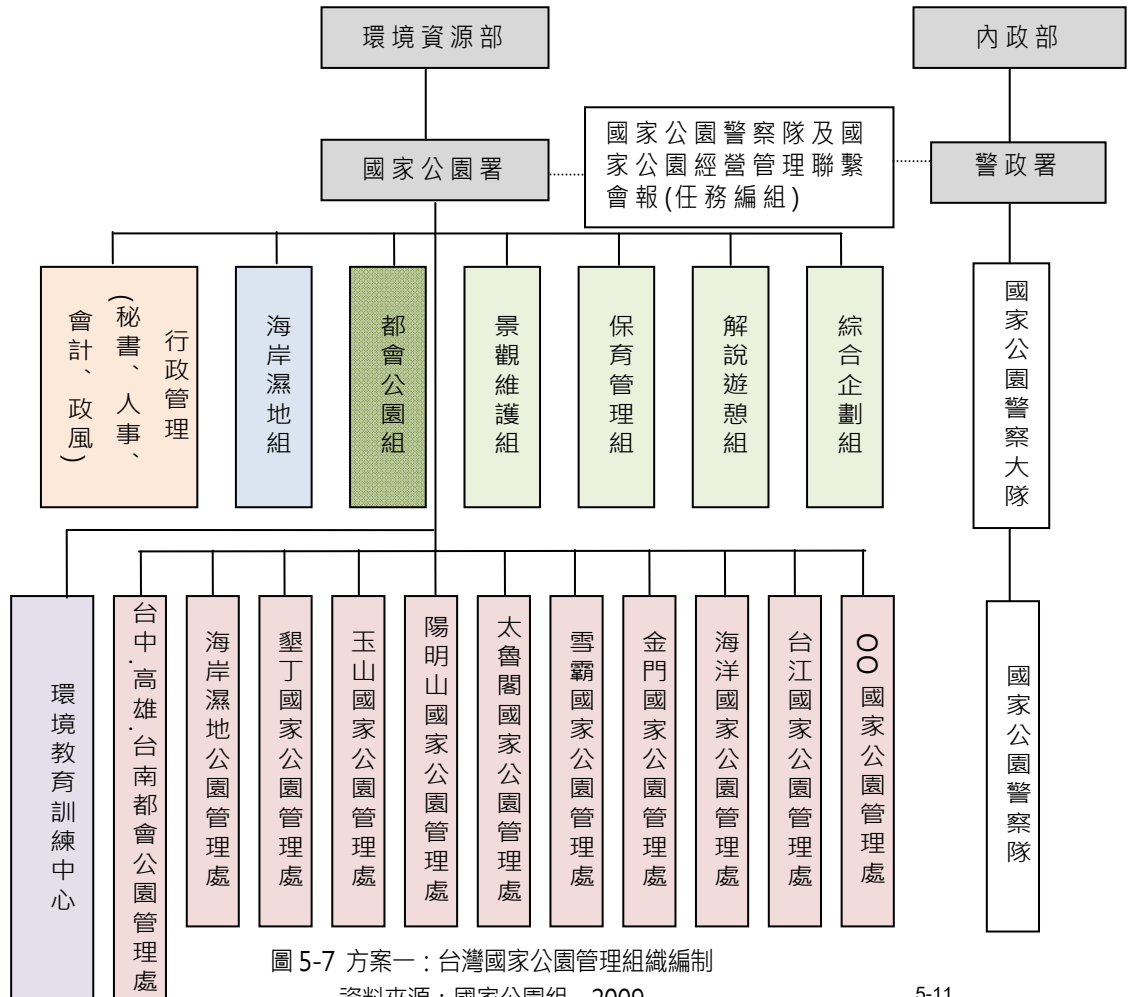 環境資源部
內政部
國家公園署
國家公園警察隊及國
家公園經營管理聯繫
會報(任務編組)
警政署
行政管理
(秘書、人事、
會計、政風)
海岸濕地組
都會公園組
景觀維護組
保育管理組
解說遊憩組
綜合企劃組
國家公園警察大隊
環境教育訓練中心
台中.高雄.台南都會公園管理處
海岸濕地公園管理處
墾丁國家公園管理處
玉山國家公園管理處
陽明山國家公園管理處
太魯閣國家公園管理處
雪霸國家公園管理處
金門國家公園管理處
海洋國家公園管理處
台江國家公園管理處
OO國家公園管理處
國家公園警察隊
圖 5-7 方案一：台灣國家公園管理組織編制
資料來源：國家公園組，2009
5-11